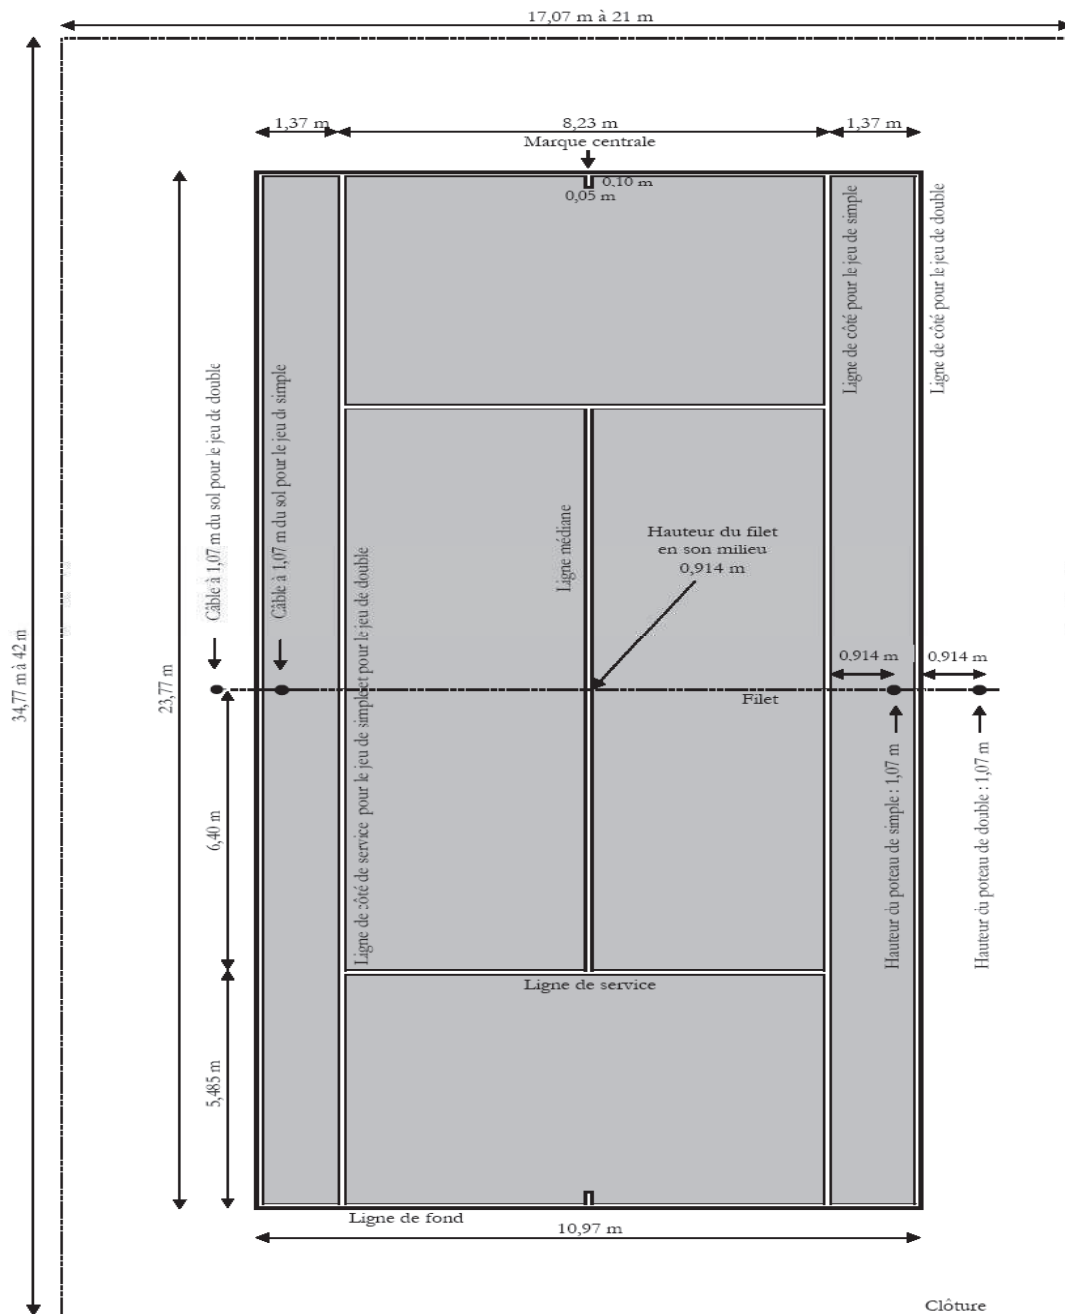 17,07 m à 21 m
1,37 m
8,23 m
1,37 m
Marque centrale
0,10 m
0,05 m
Ligne de côté pour le jeu de simple
Ligne de côté pour le jeu de double
Câble à 1,07 m du sol pour le jeu de double
Câble à 1,07 m du sol pour le jeu de simple
Ligne de côté de service pour le jeu de simple et pour le jeu de double
Ligne médiane
Hauteur du filet
en son milieu
0,914 m
34,77 m à 42 m
23,77 m
0,914 m
0,914 m
Filet
6,40 m
Hauteur du poteau de simple : 1,07 m
Hauteur du poteau de double : 1,07 m
Ligne de service
5,485 m
Ligne de fond
10,97 m
Clôture